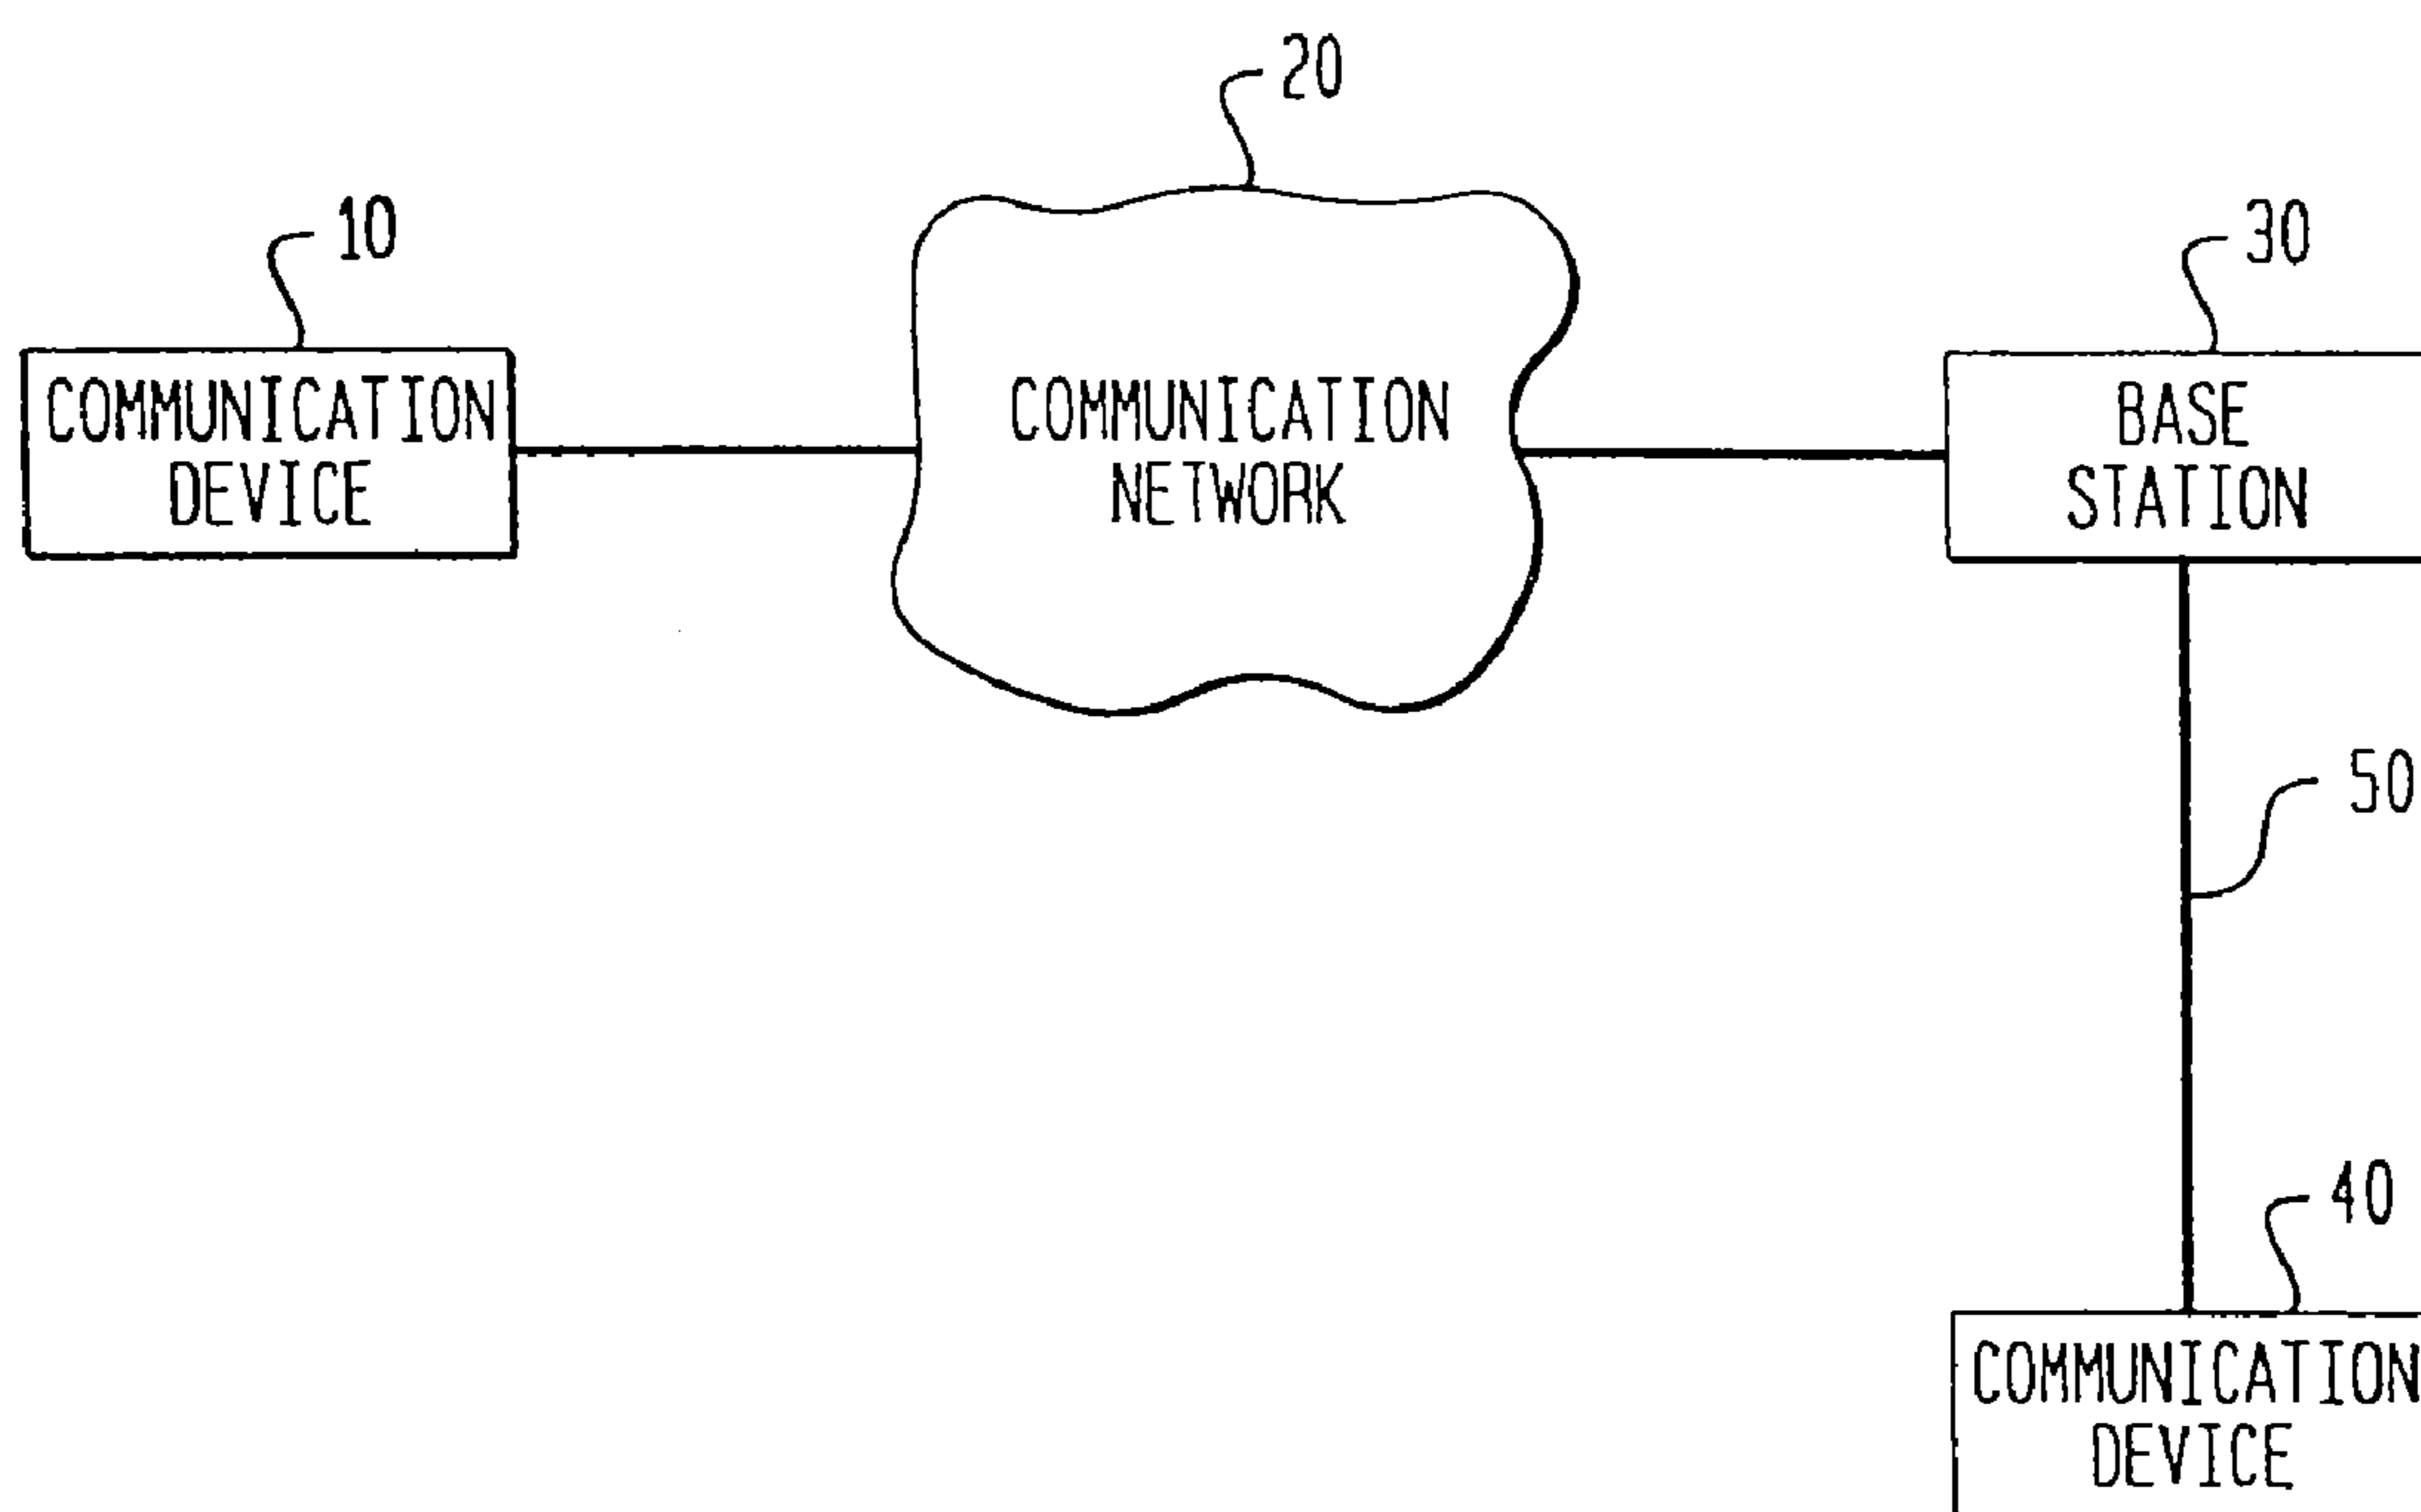 20
10
30
COMMUNICATION
DEVICE
COMMUNICATION
NETWORK
BASE
STATION
50
40
COMMUNICATION
DEVICE